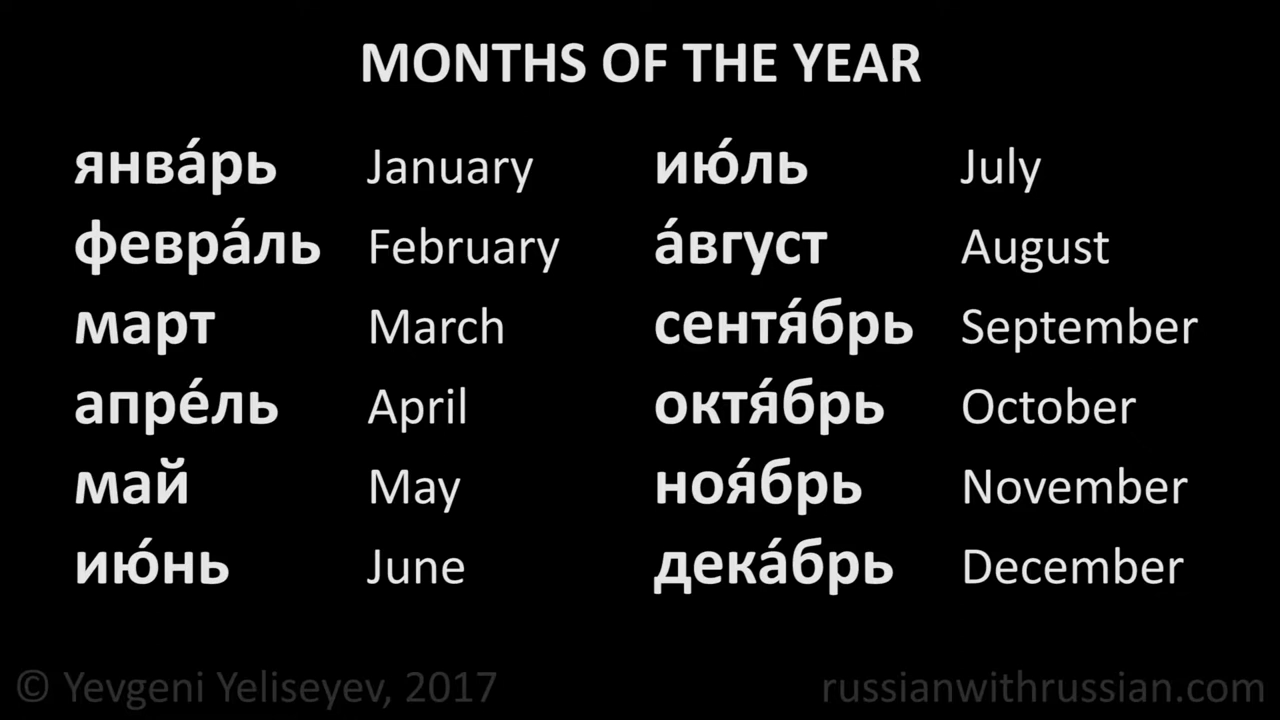 MONTHS OF THE YEAR
янва́рь January ию́ль July
февра́ль February а́вгуст August
март March сентя́брь September
апре́ль April октя́брь October
май May ноя́брь November
ию́нь June дека́брь December
© Yevgeni Yeliseyev, 2017 russianwithrussian.com